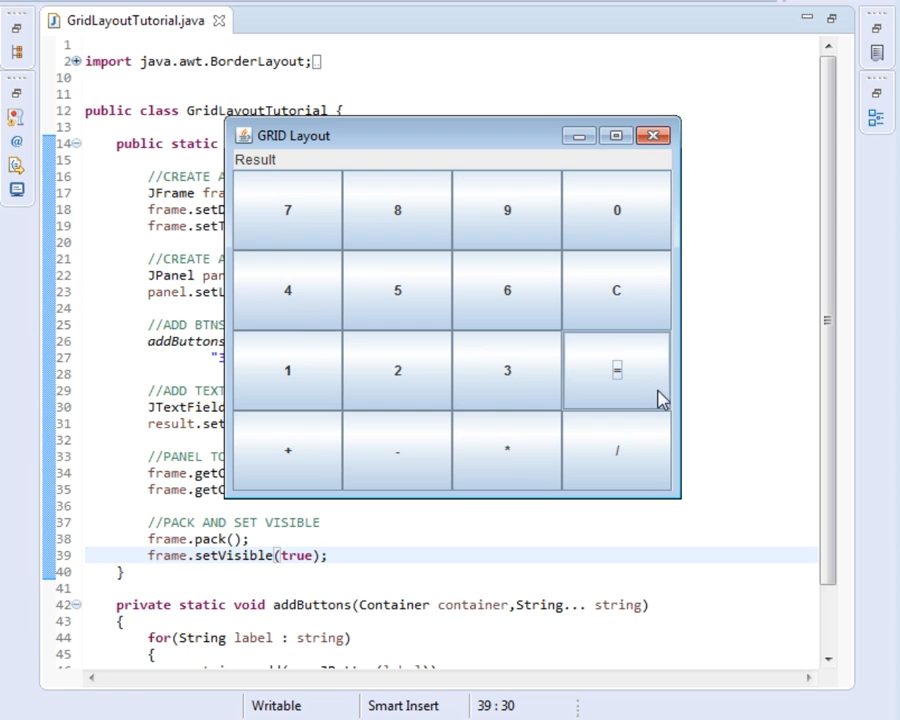 GridLayoutTutorial.java
1
2 import java.awt.BorderLayout;
10
11
12 public class GridLayoutTutorial {
13
14 public static
15
16 //CREATE A
17 JFrame fra
18 frame.setD
19 frame.setT
20
21 //CREATE A
22 JPanel pan
23 panel.setL
24
25 //ADD BTNS
26 addButtons
27 "3
28
29 //ADD TEXT
30 JTextField
31 result.set
32
33 //PANEL TO
34 frame.getC
35 frame.getC
36
37 //PACK AND SET VISIBLE
38 frame.pack();
39 frame.setVisible(true);
40 }
41
42 private static void addButtons(Container container,String... string)
43 {
44 for(String label : string)
45 {
GRID Layout
Result
7 8 9 0
4 5 6 C
1 2 3 =
+ - * /
Writable Smart Insert 39 : 30